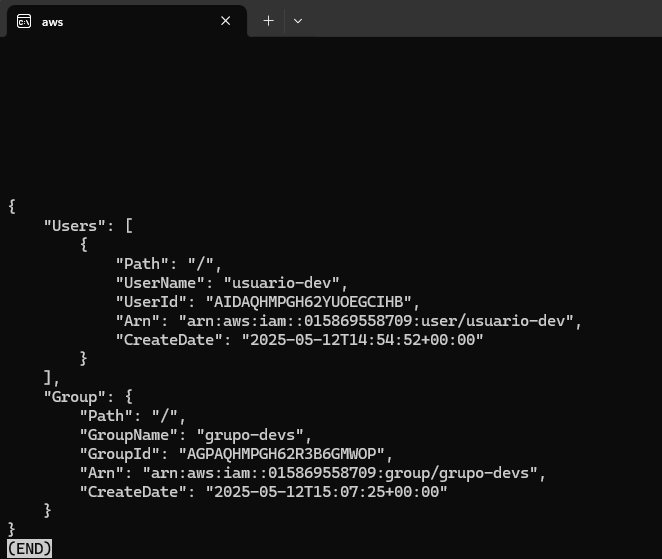 aws
{
    "Users": [
        {
            "Path": "/",
            "UserName": "usuario-dev",
            "UserId": "AIDAQHMPGH62YUOEGCIHB",
            "Arn": "arn:aws:iam::015869558709:user/usuario-dev",
            "CreateDate": "2025-05-12T14:54:52+00:00"
        }
    ],
    "Group": {
        "Path": "/",
        "GroupName": "grupo-devs",
        "GroupId": "AGPAQHMPGH62R3B6GMWOP",
        "Arn": "arn:aws:iam::015869558709:group/grupo-devs",
        "CreateDate": "2025-05-12T15:07:25+00:00"
    }
}
(END)